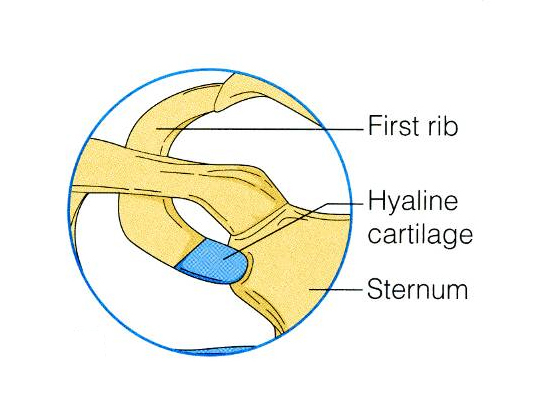 First rib
Hyaline
cartilage
Sternum